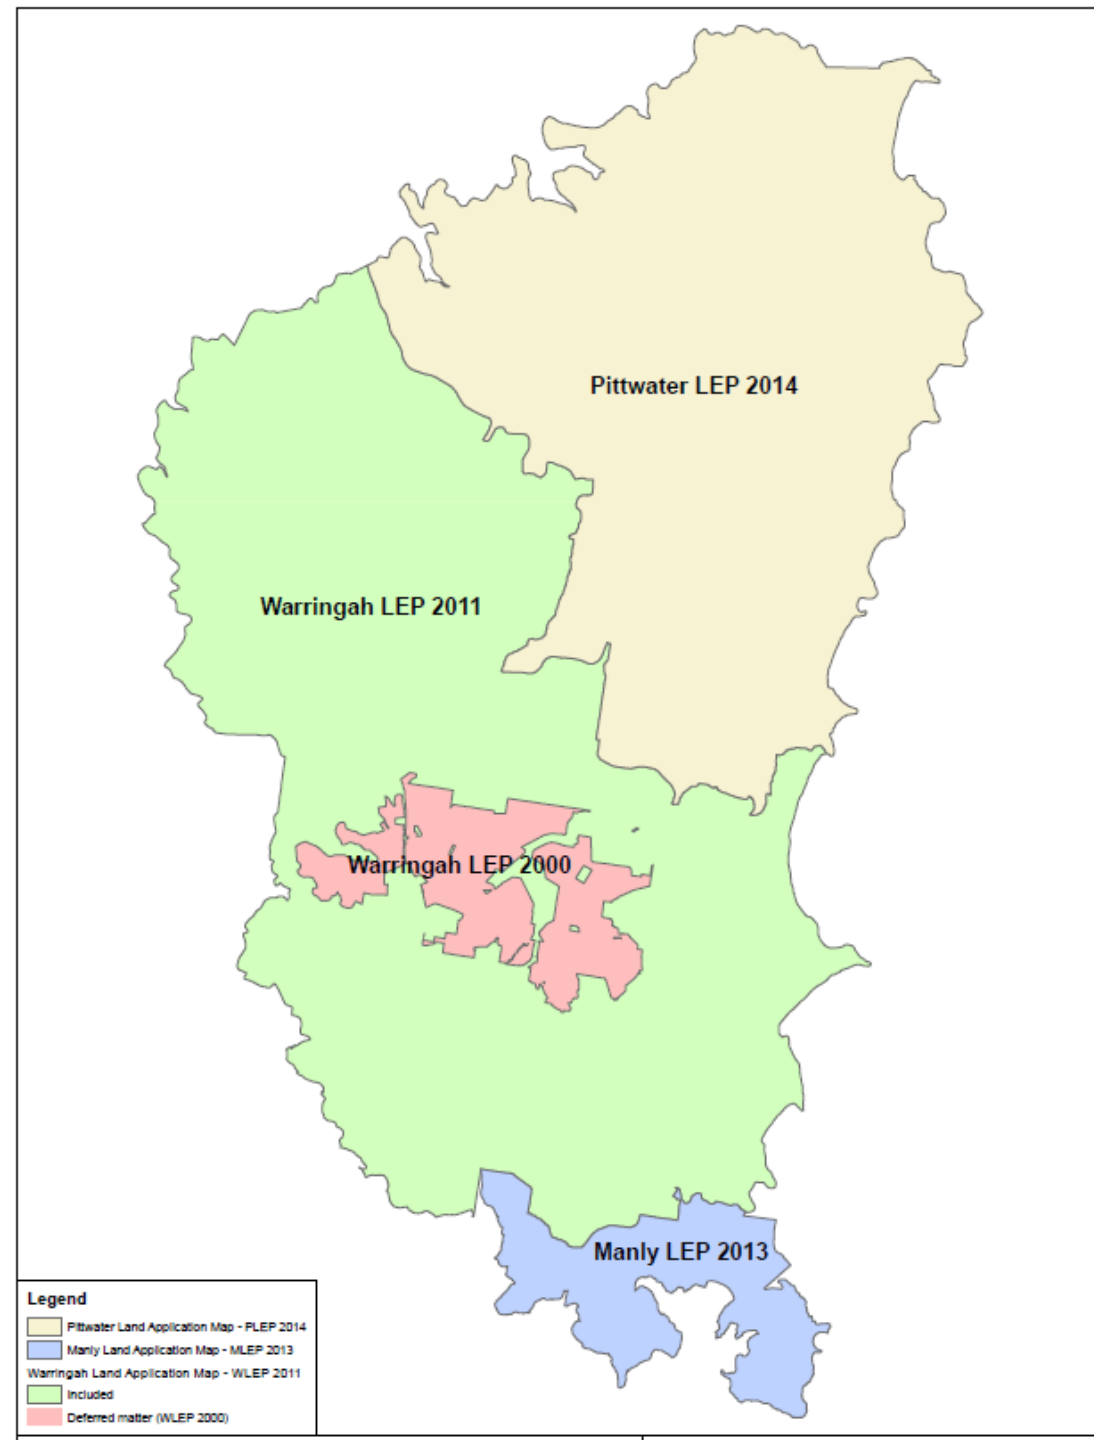 Pittwater LEP 2014
Warringah LEP 2011
Warringah LEP 2000
Manly LEP 2013
Legend
Pittwater Land Application Map - PLEP 2014
Manly Land Application Map - MLEP 2013
Warringah Land Application Map - WLEP 2011
Included
Deferred matter (WLEP 2000)